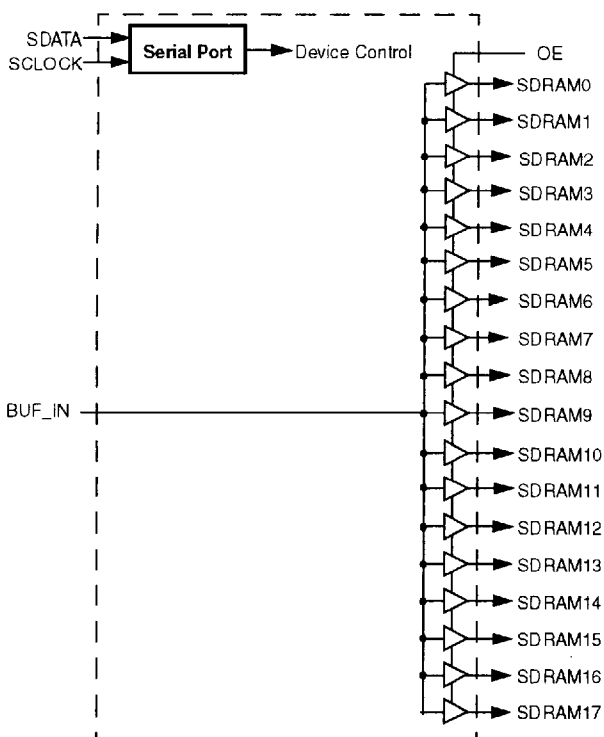 SDATA
SCLOCK
Serial Port
Device Control
OE
SDRAM0
SDRAM1
SDRAM2
SDRAM3
SDRAM4
SDRAM5
SDRAM6
SDRAM7
SDRAM8
BUF_IN
SDRAM9
SDRAM10
SDRAM11
SDRAM12
SDRAM13
SDRAM14
SDRAM15
SDRAM16
SDRAM17